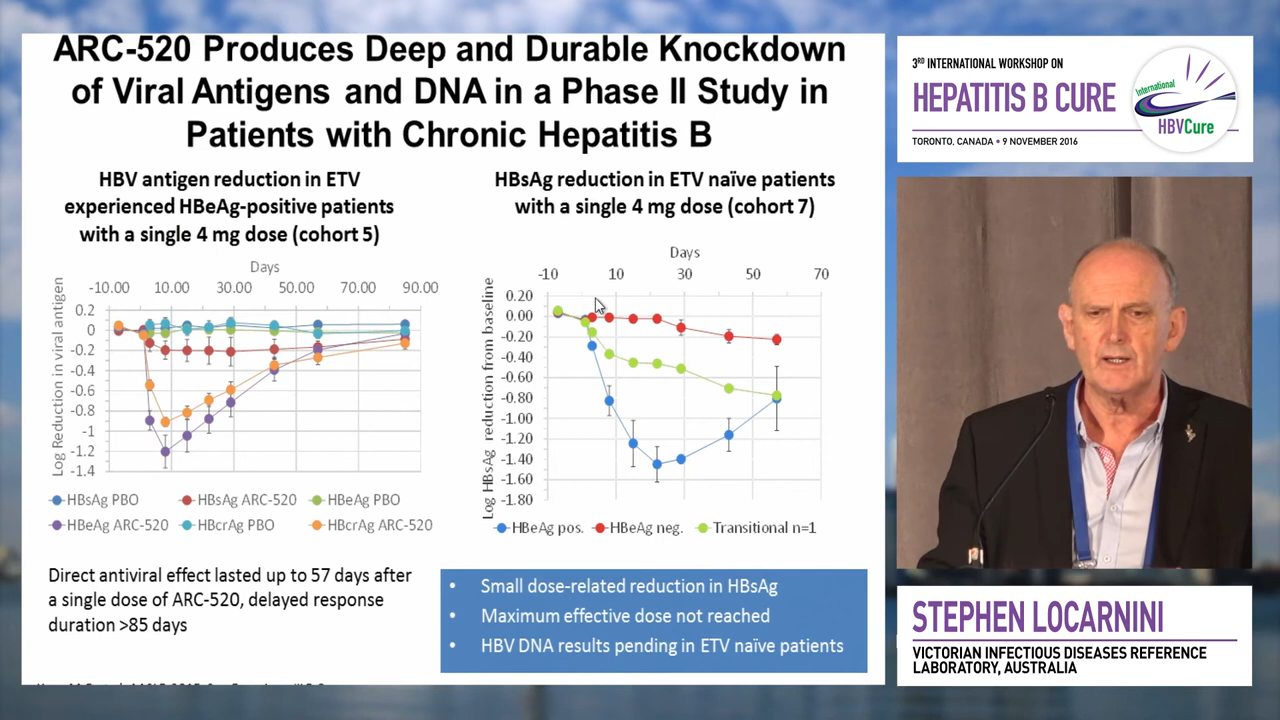 ARC-520 Produces Deep and Durable Knockdown
of Viral Antigens and DNA in a Phase II Study in
Patients with Chronic Hepatitis B
HBV antigen reduction in ETV
experienced HBeAg-positive patients
with a single 4 mg dose (cohort 5)
Days
-10.00 10.00 30.00 50.00 70.00 90.00
Log Reduction in viral antigen
0.2
0
-0.2
-0.4
-0.6
-0.8
-1
-1.2
-1.4
HBsAg PBO HBsAg ARC-520 HBeAg PBO
HBeAg ARC-520 HBcrAg PBO HBcrAg ARC-520
Direct antiviral effect lasted up to 57 days after
a single dose of ARC-520, delayed response
duration >85 days
HBsAg reduction in ETV naïve patients
with a single 4 mg dose (cohort 7)
Days
-10 10 30 50 70
Log HBsAg reduction from baseline
0.20
0.00
-0.20
-0.40
-0.60
-0.80
-1.00
-1.20
-1.40
-1.60
-1.80
HBeAg pos. HBeAg neg. Transitional n=1
• Small dose-related reduction in HBsAg
• Maximum effective dose not reached
• HBV DNA results pending in ETV naïve patients
3RD INTERNATIONAL WORKSHOP ON
HEPATITIS B CURE
TORONTO, CANADA • 9 NOVEMBER 2016
International
HBVCure
STEPHEN LOCARNINI
VICTORIAN INFECTIOUS DISEASES REFERENCE
LABORATORY, AUSTRALIA